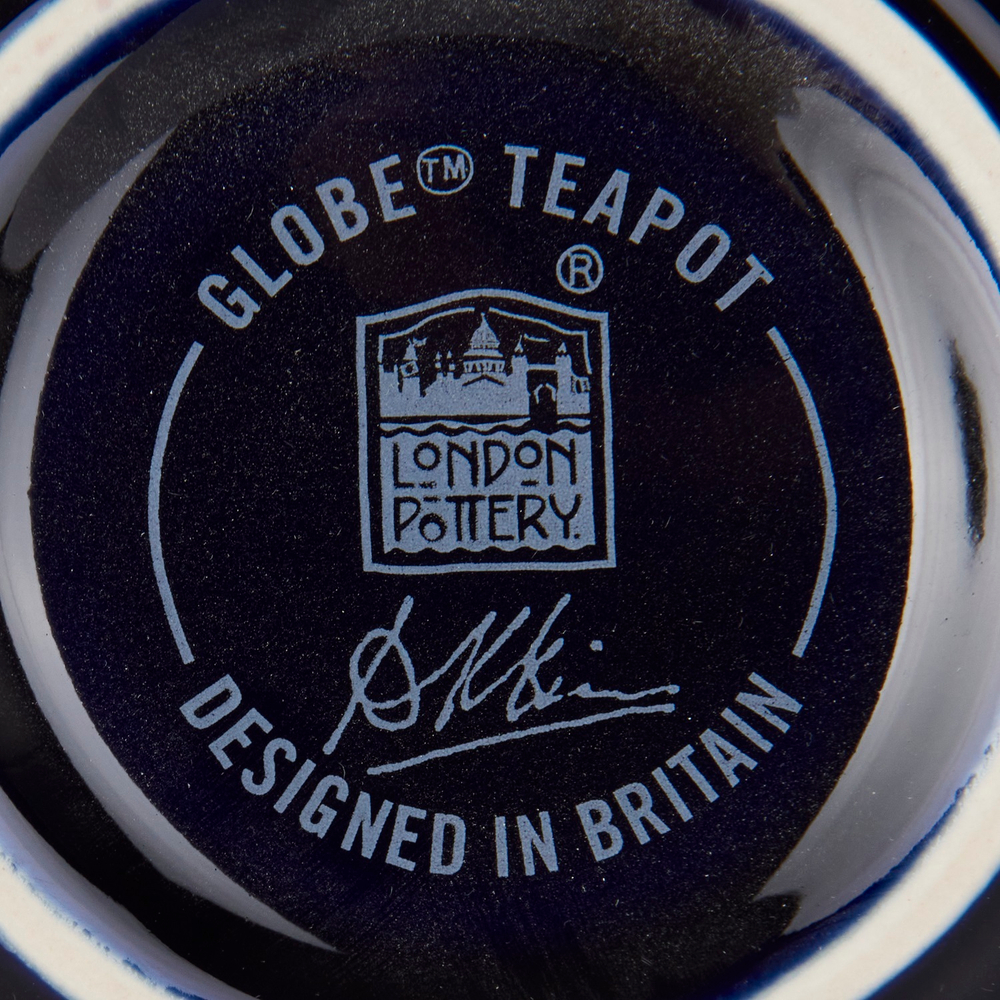 GLOBE™ TEAPOT
®
LONDON
POTTERY.
DESIGNED IN BRITAIN